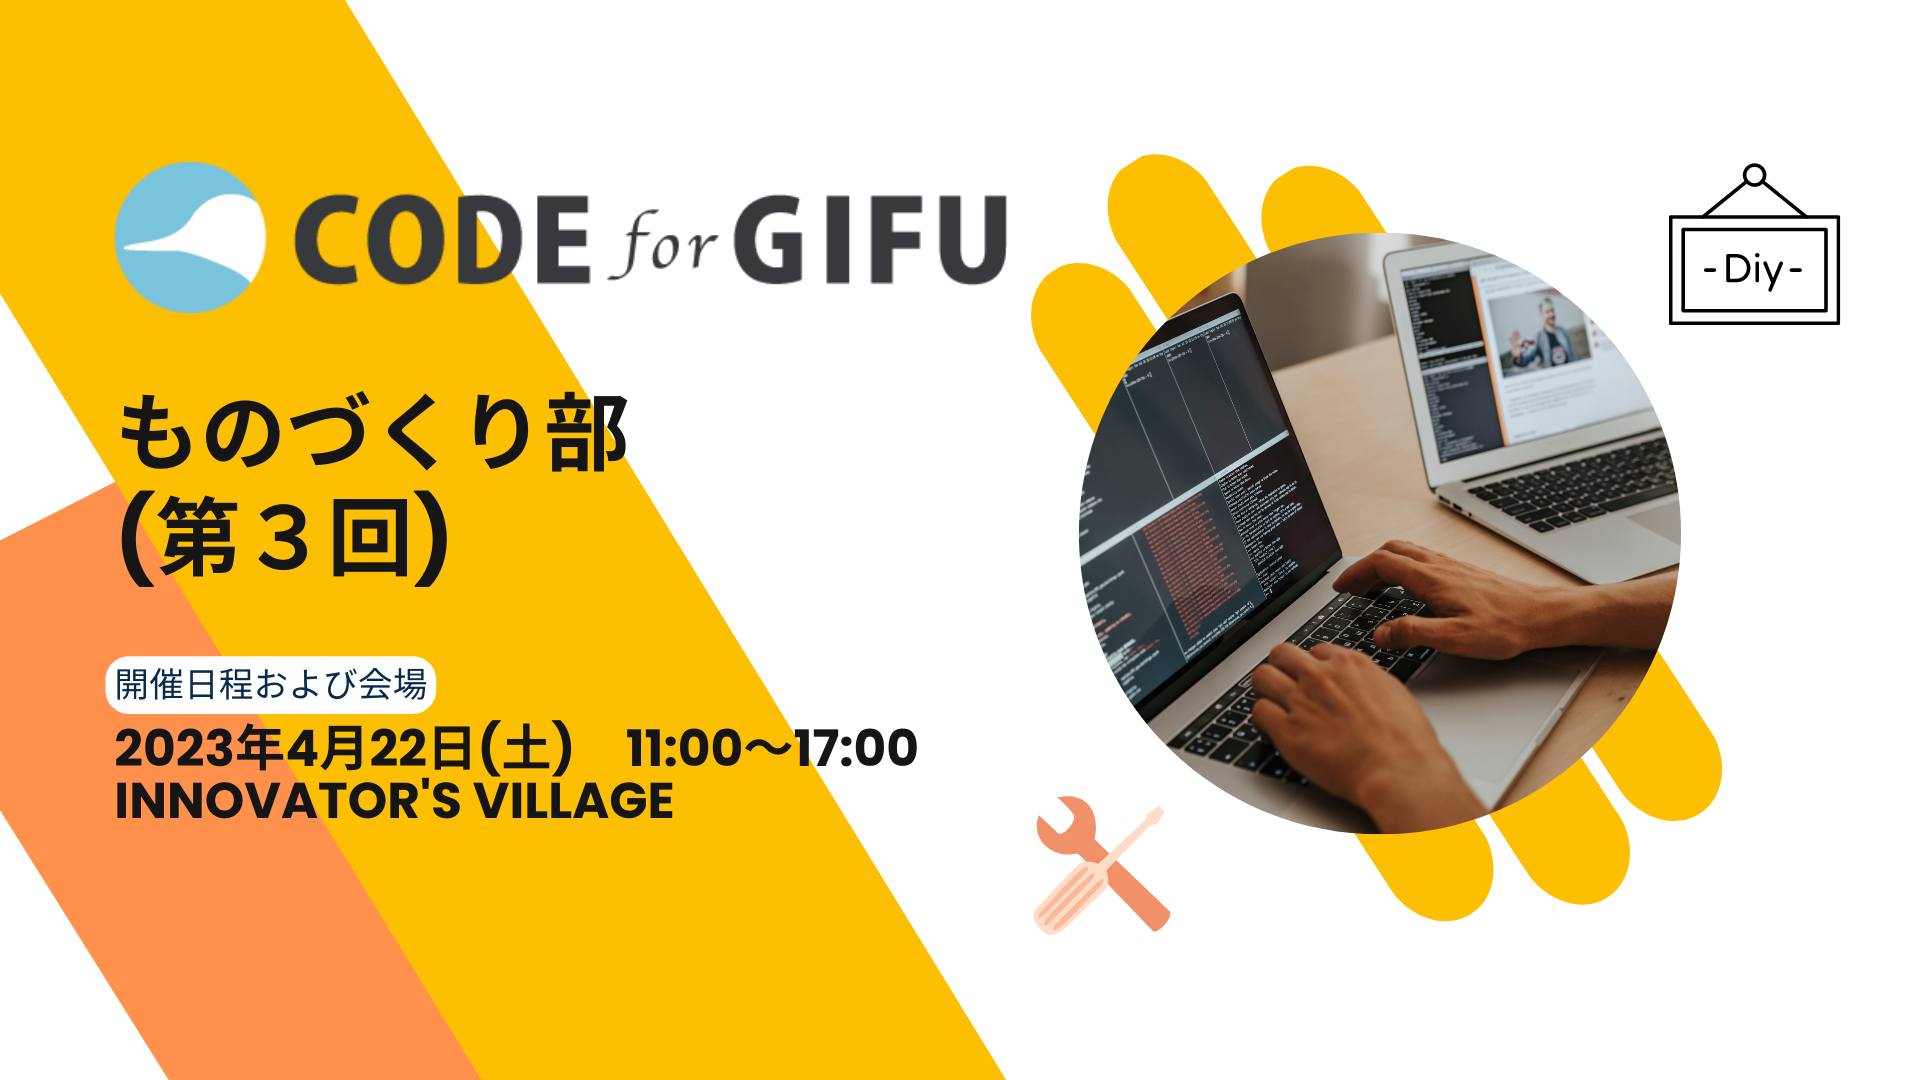 CODE for GIFU
ものづくり部
(第３回)
開催日程および会場
2023年4月22日(土)　11:00〜17:00
INNOVATOR'S VILLAGE
-Diy-